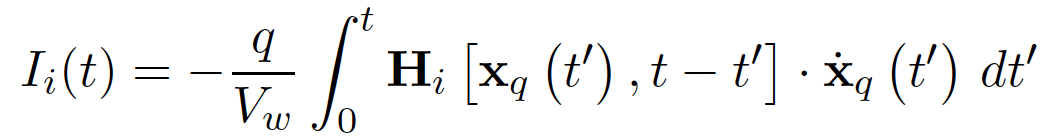 I_i(t) = -\frac{q}{V_w} \int_0^t \mathbf{H}_i \left[ \mathbf{x}_q \left( t' \right), t - t' \right] \cdot \dot{\mathbf{x}}_q \left( t' \right) \, dt'